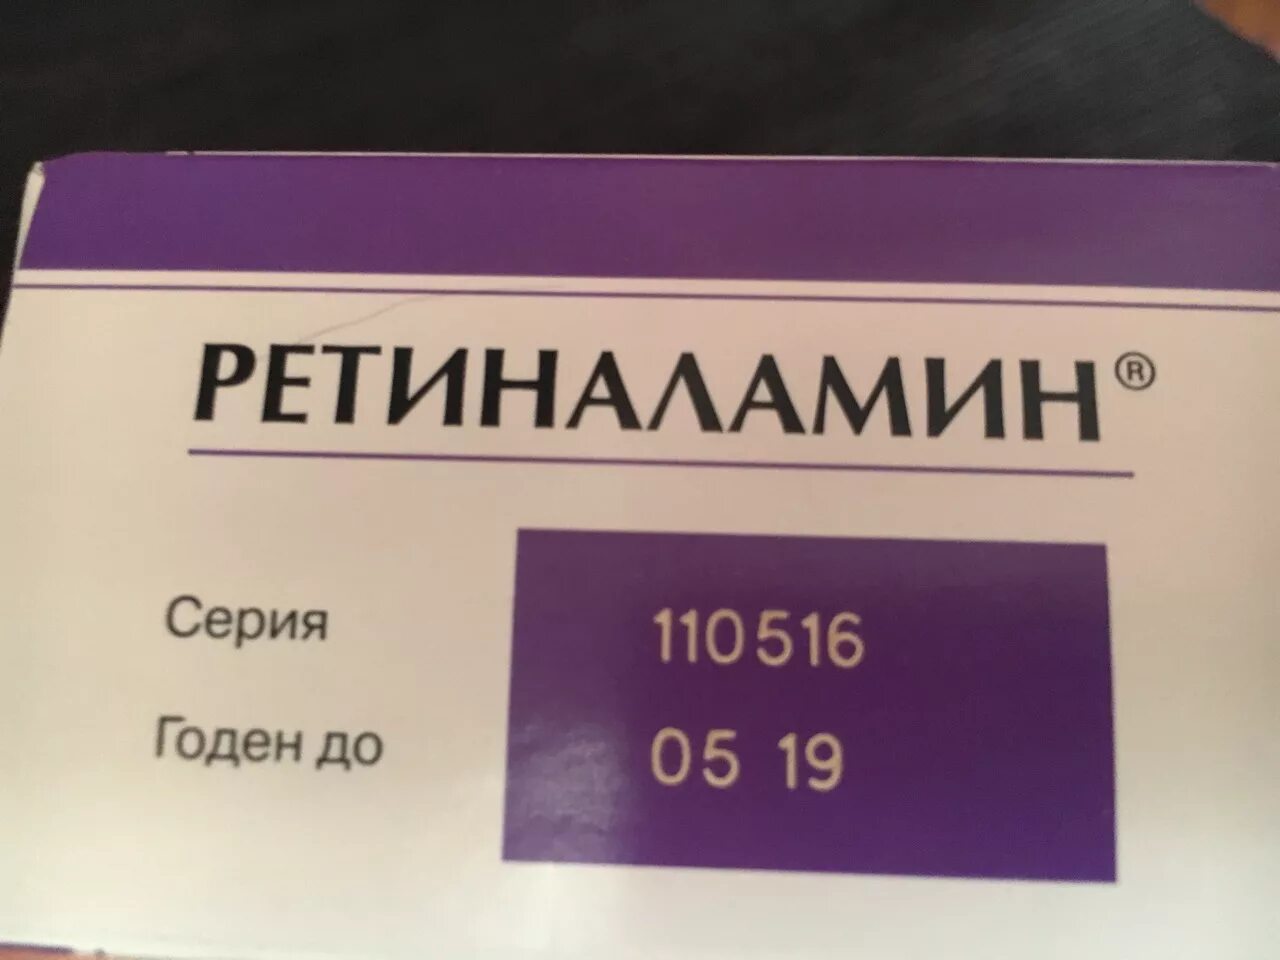 РЕТИНАЛАМИН®
Серия 110516
Годен до 05 19